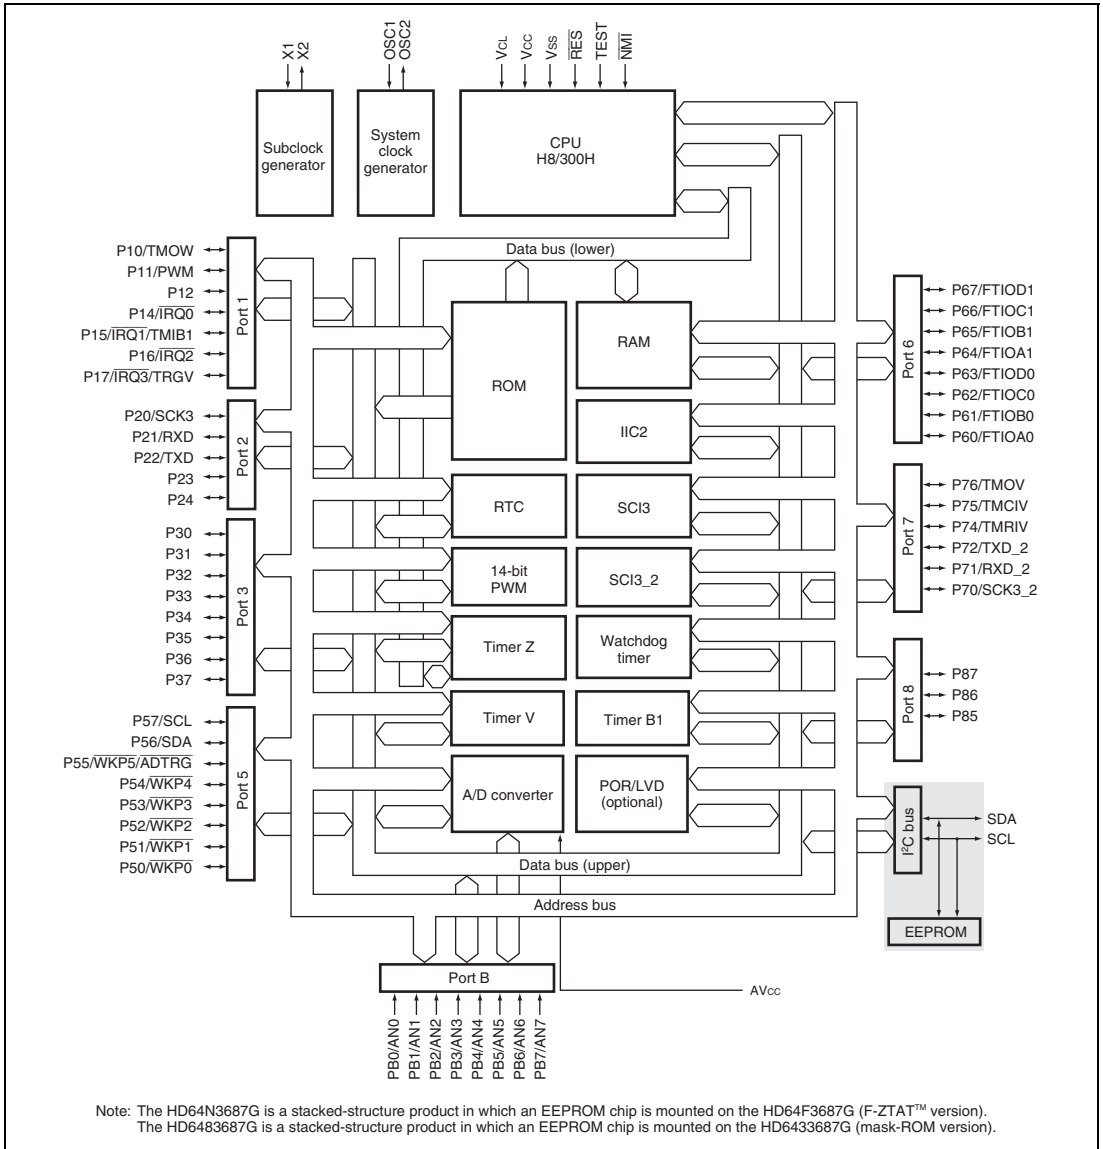 X1
X2
OSC1
OSC2
VCL
VCC
VSS
RES
TEST
NMI
Subclock
generator
System
clock
generator
CPU
H8/300H
Data bus (lower)
P10/TMOW
P11/PWM
P12
P14/IRQ0
P15/IRQ1/TMIB1
P16/IRQ2
P17/IRQ3/TRGV
Port 1
P20/SCK3
P21/RXD
P22/TXD
P23
P24
Port 2
P30
P31
P32
P33
P34
P35
P36
P37
Port 3
P57/SCL
P56/SDA
P55/WKP5/ADTRG
P54/WKP4
P53/WKP3
P52/WKP2
P51/WKP1
P50/WKP0
Port 5
ROM
RAM
IIC2
RTC
SCI3
14-bit
PWM
SCI3_2
Timer Z
Watchdog
timer
Timer V
Timer B1
A/D converter
POR/LVD
(optional)
Port 6
P67/FTIOD1
P66/FTIOC1
P65/FTIOB1
P64/FTIOA1
P63/FTIOD0
P62/FTIOC0
P61/FTIOB0
P60/FTIOA0
Port 7
P76/TMOV
P75/TMCIV
P74/TMRIV
P72/TXD_2
P71/RXD_2
P70/SCK3_2
Port 8
P87
P86
P85
I²C bus
SDA
SCL
EEPROM
Data bus (upper)
Address bus
Port B
AVCC
PB0/AN0
PB1/AN1
PB2/AN2
PB3/AN3
PB4/AN4
PB5/AN5
PB6/AN6
PB7/AN7
Note: The HD64N3687G is a stacked-structure product in which an EEPROM chip is mounted on the HD64F3687G (F-ZTAT™ version).
The HD6483687G is a stacked-structure product in which an EEPROM chip is mounted on the HD6433687G (mask-ROM version).